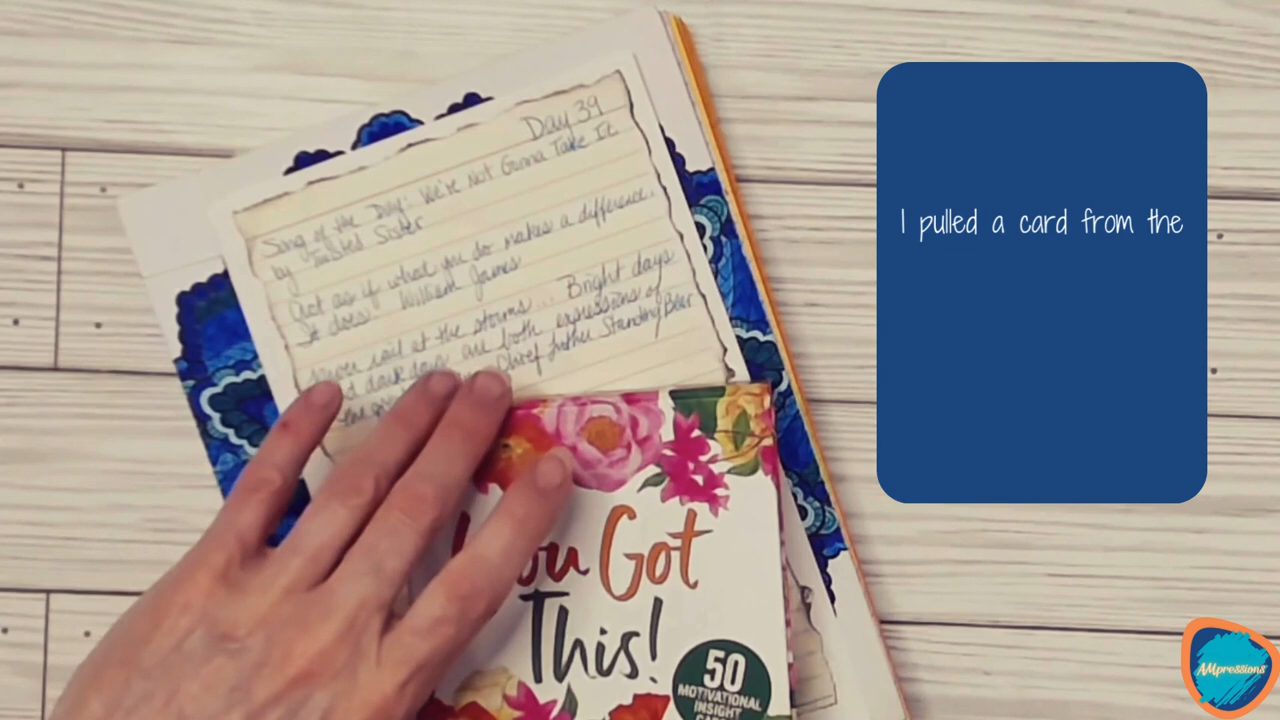 Day 39
Song of the Day: We're Not Gonna Take It
by Twisted Sister
Act as if what you do makes a difference.
It does. William James
rail at the storms... Bright days
d dark days are both expressions of
the Chief Luther Standing Bear
You Got
This!
50
MOTIVATIONAL
INSIGHT
I pulled a card from the
AMpressions